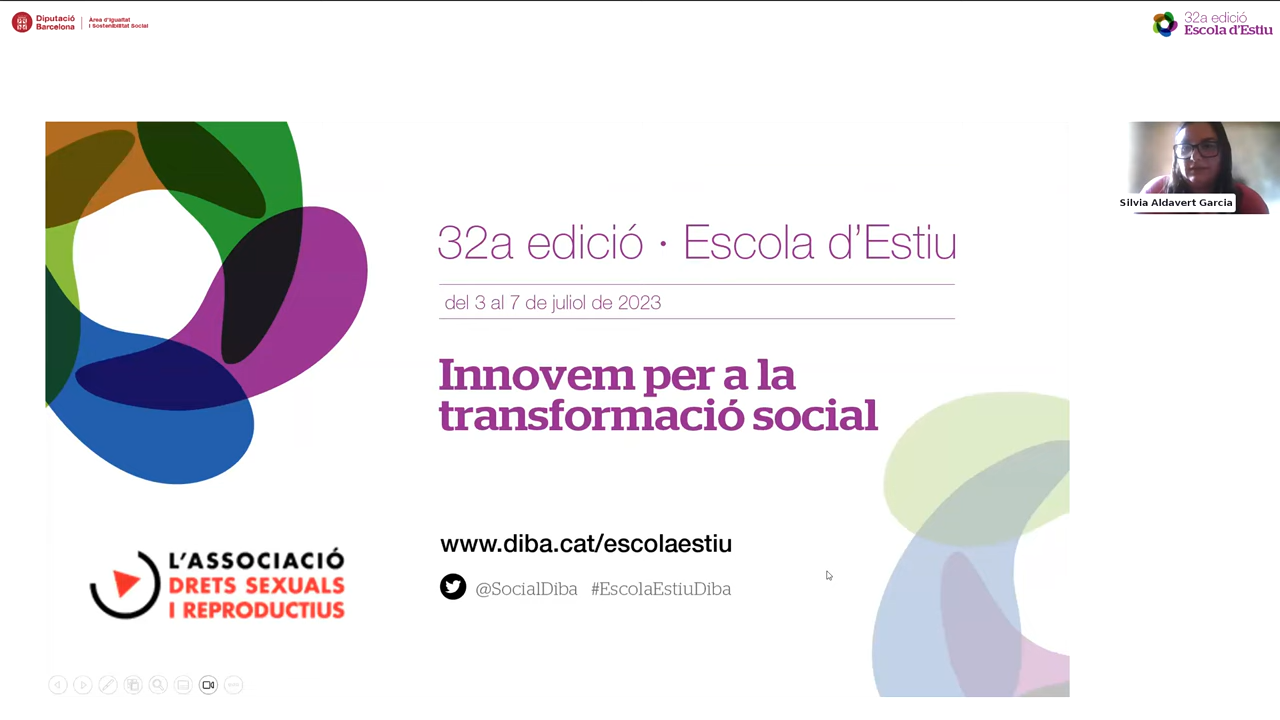 Diputació
Barcelona
Àrea d'Igualtat
i Sostenibilitat Social
32a edició
Escola d'Estiu
Silvia Aldavert Garcia
32a edició · Escola d'Estiu
del 3 al 7 de juliol de 2023
Innovem per a la
transformació social
www.diba.cat/escolaestiu
@SocialDiba #EscolaEstiuDiba
L'ASSOCIACIÓ
DRETS SEXUALS
I REPRODUCTIUS